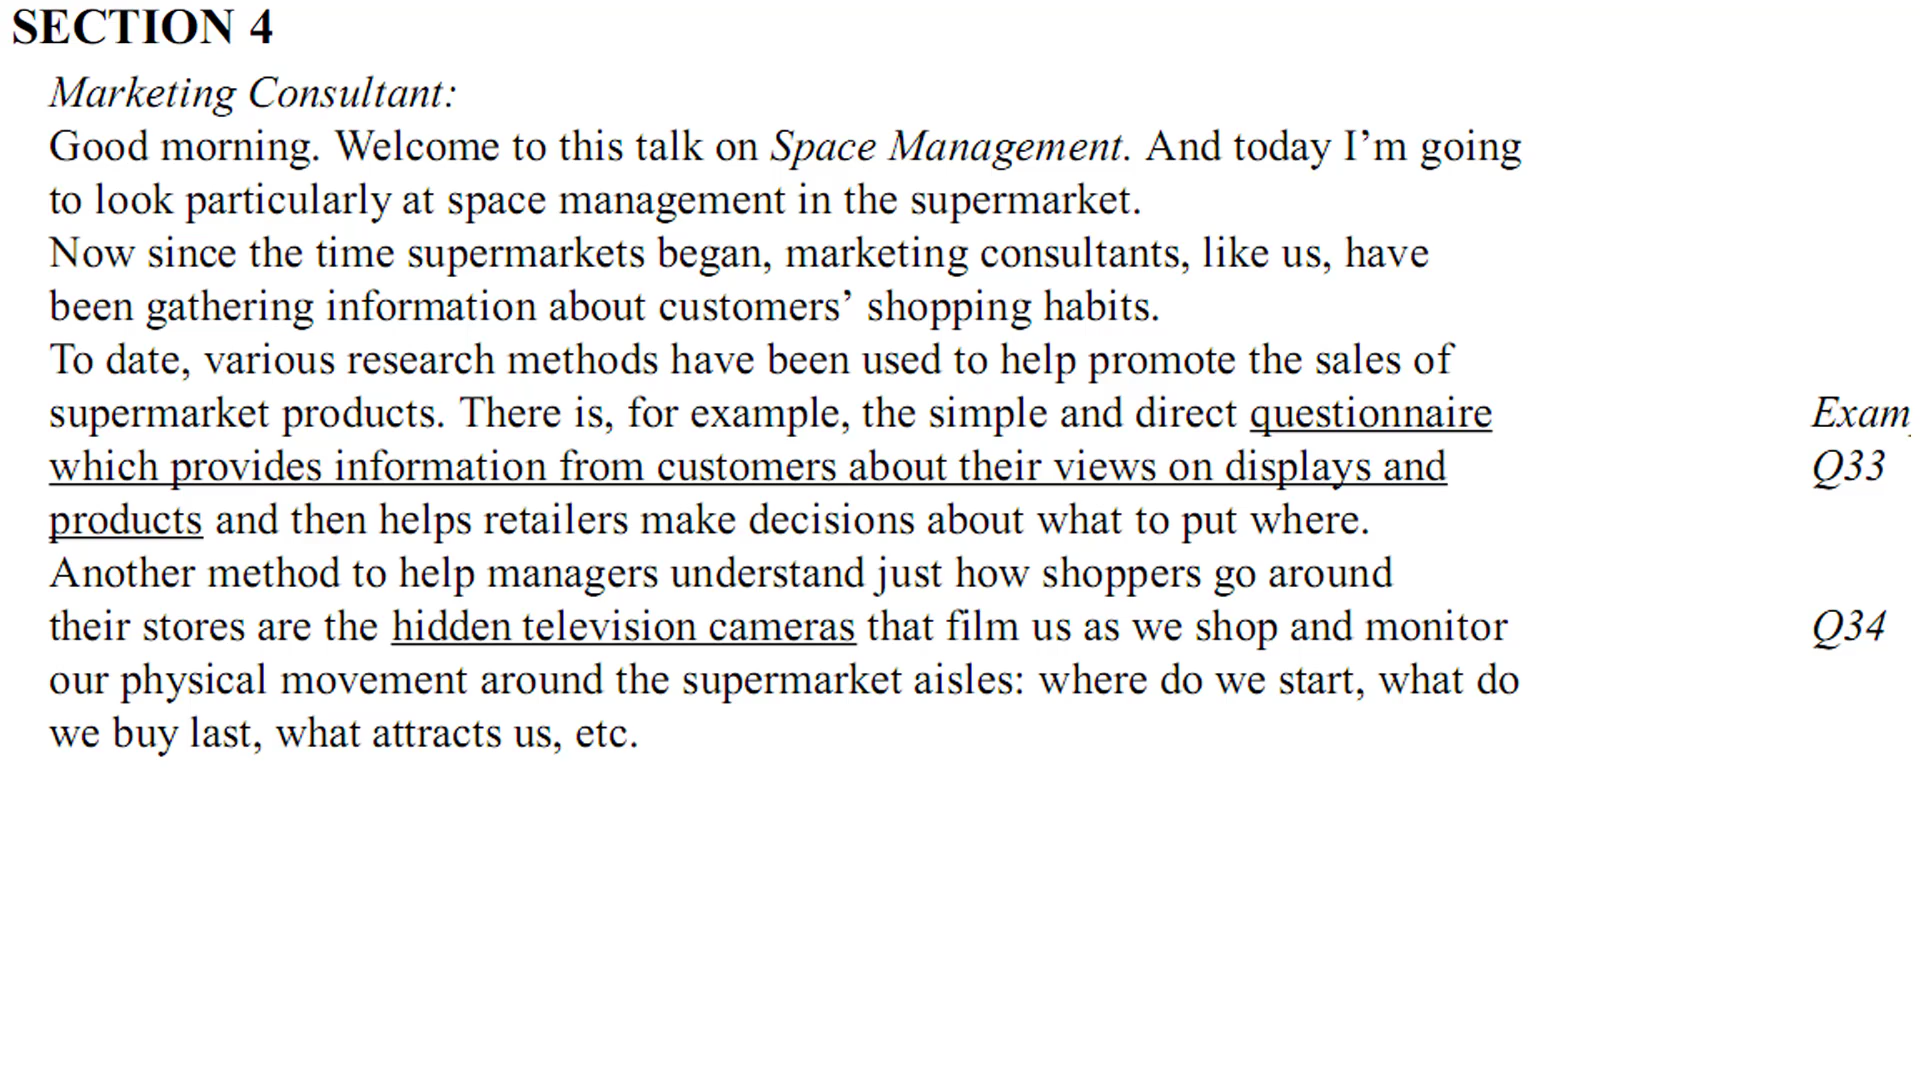 SECTION 4
Marketing Consultant:
Good morning. Welcome to this talk on Space Management. And today I’m going
to look particularly at space management in the supermarket.
Now since the time supermarkets began, marketing consultants, like us, have
been gathering information about customers’ shopping habits.
To date, various research methods have been used to help promote the sales of
supermarket products. There is, for example, the simple and direct questionnaire
which provides information from customers about their views on displays and
products and then helps retailers make decisions about what to put where.
Another method to help managers understand just how shoppers go around
their stores are the hidden television cameras that film us as we shop and monitor
our physical movement around the supermarket aisles: where do we start, what do
we buy last, what attracts us, etc.
Exam
Q33
Q34